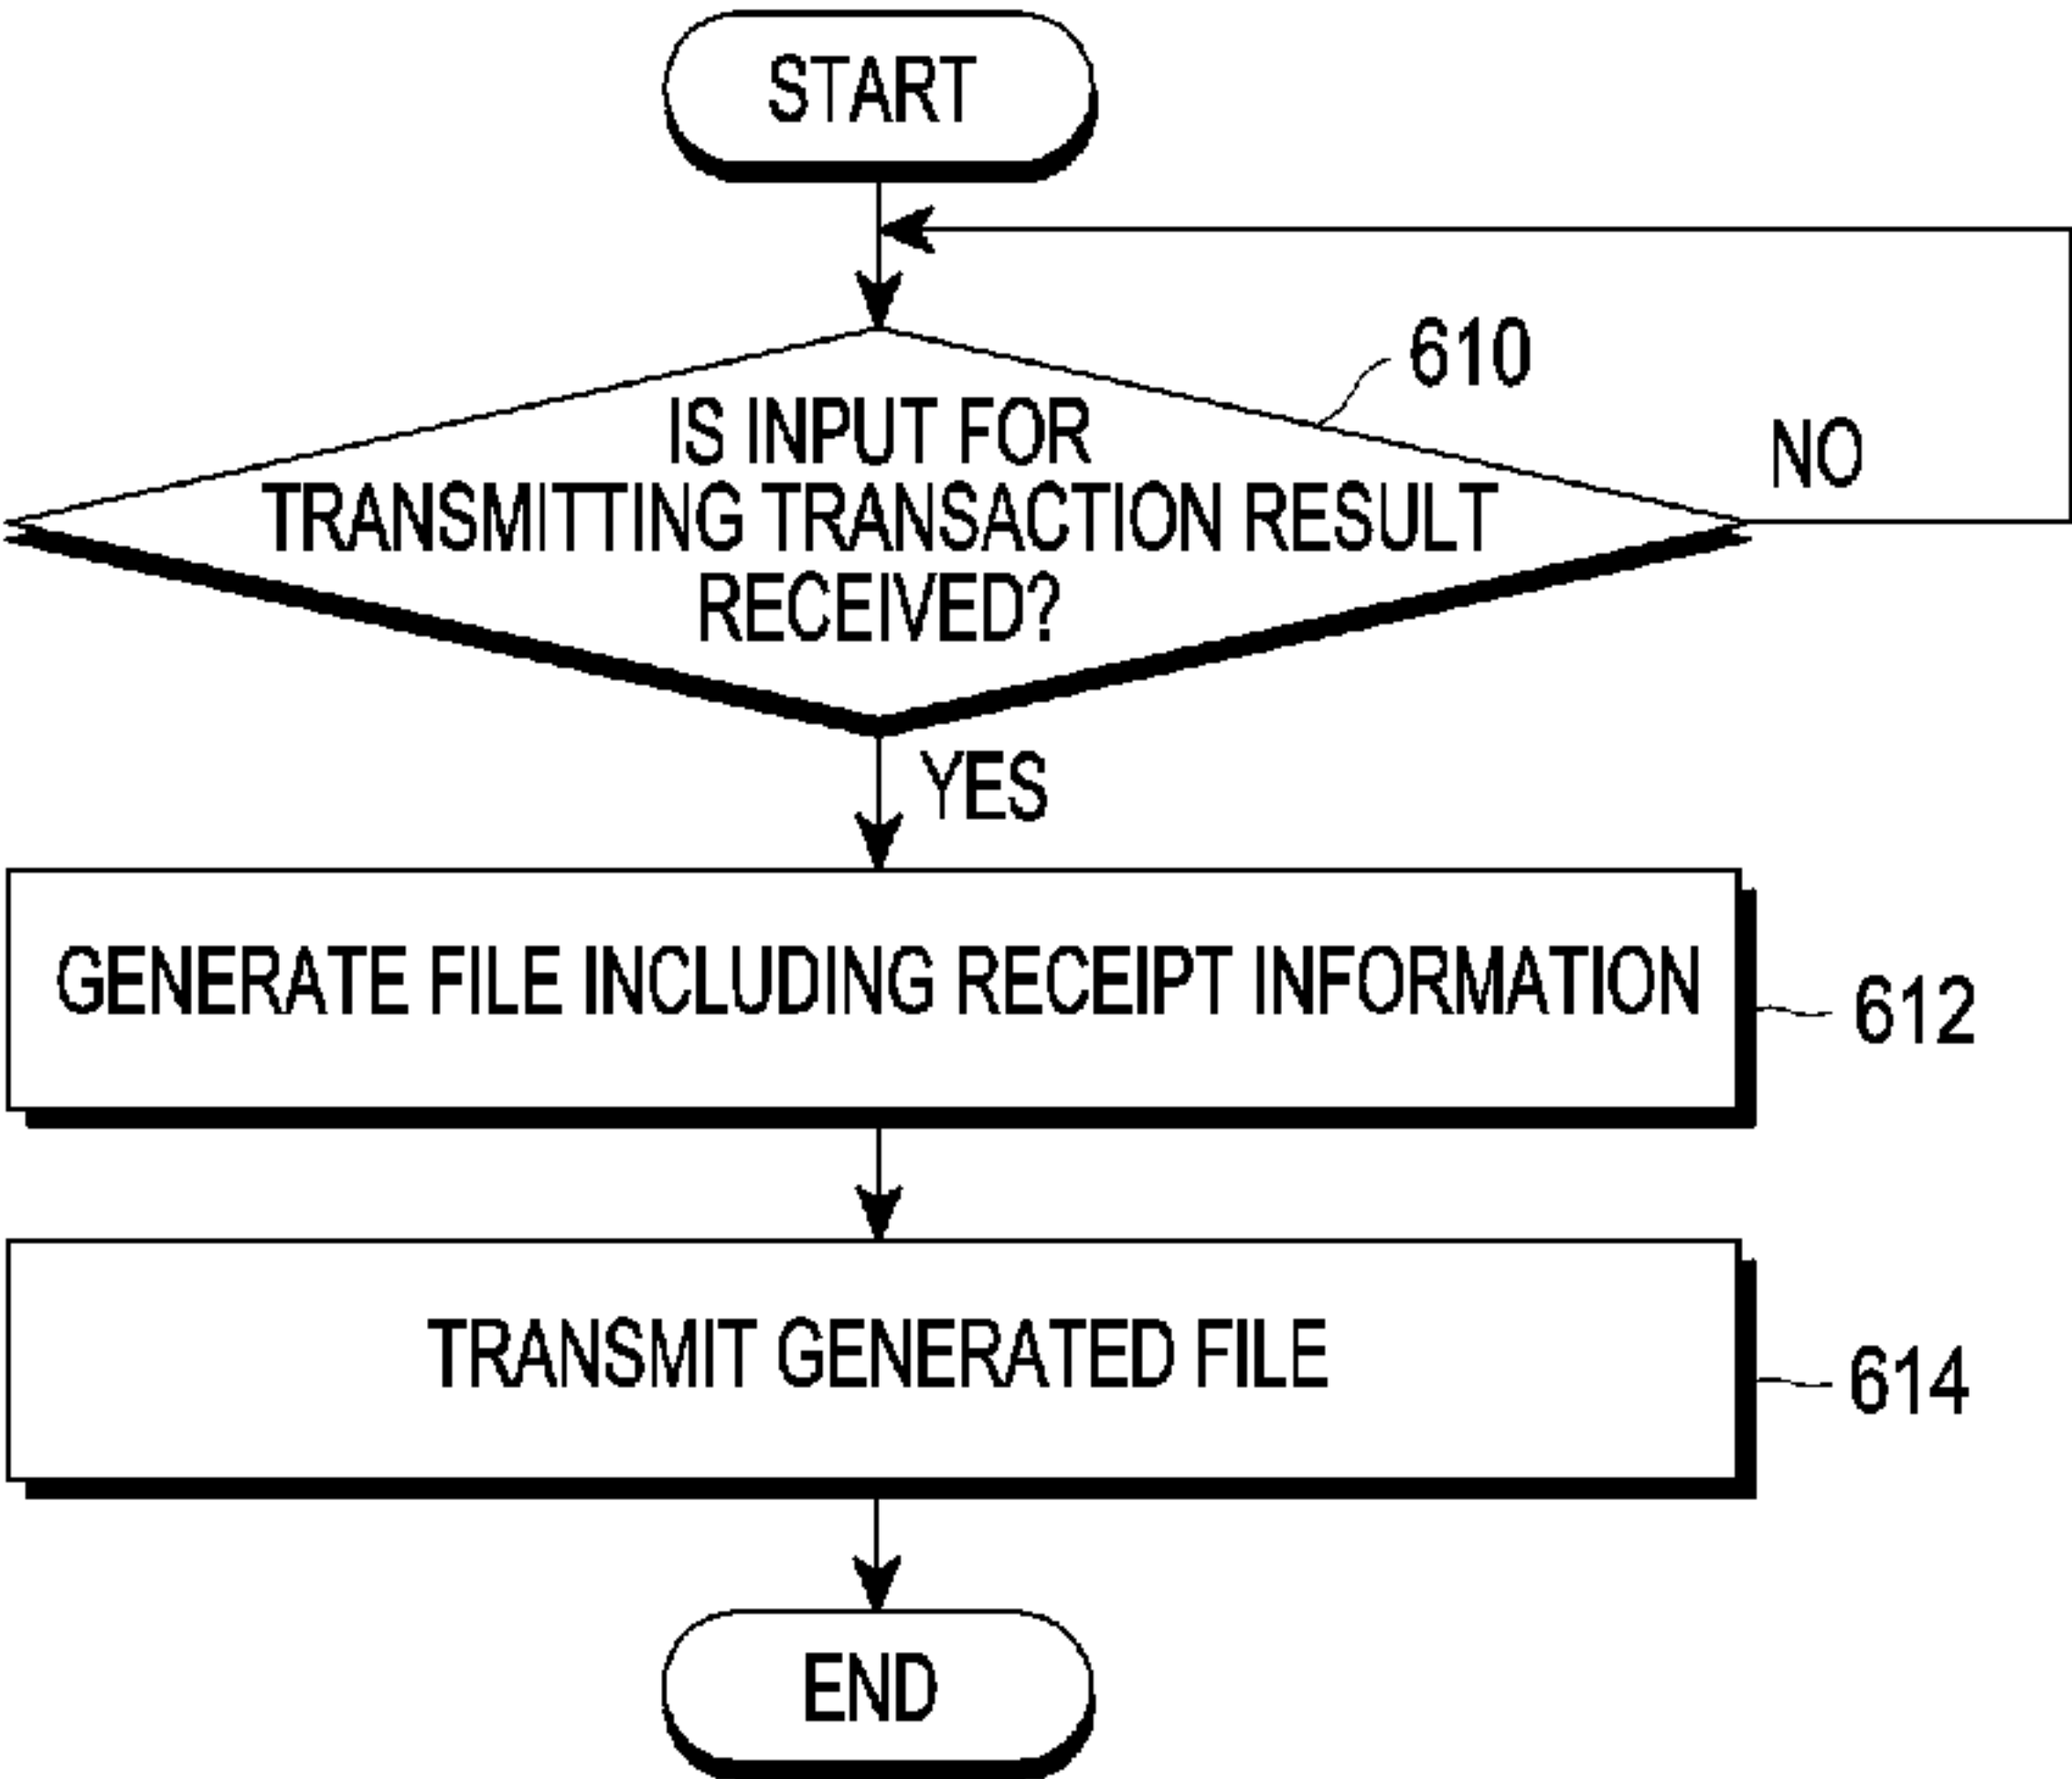 START
610
IS INPUT FOR
TRANSMITTING TRANSACTION RESULT
RECEIVED?
NO
YES
GENERATE FILE INCLUDING RECEIPT INFORMATION
612
TRANSMIT GENERATED FILE
614
END